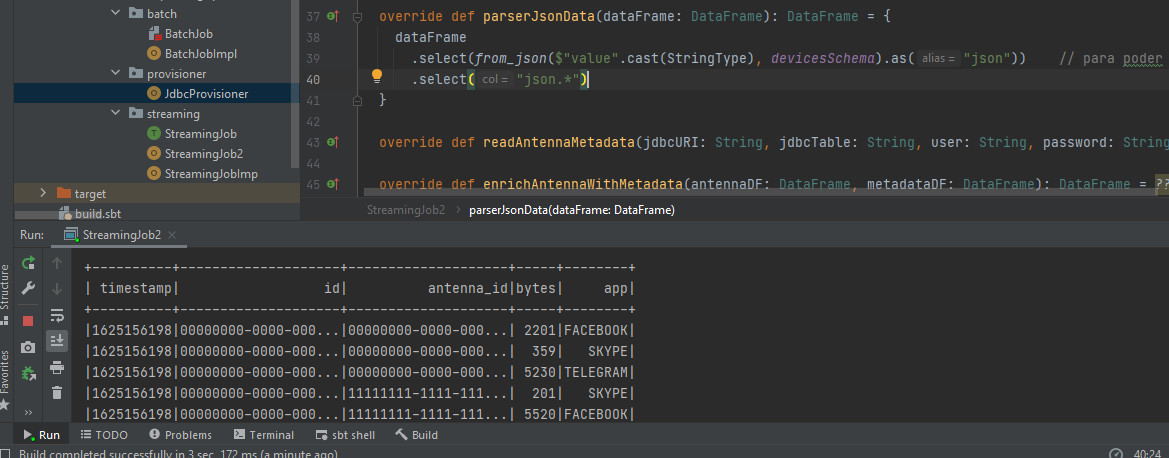 batch
BatchJob
BatchJobImpl
provisioner
JdbcProvisioner
streaming
StreamingJob
StreamingJob2
StreamingJobImp
target
build.sbt
37 override def parserJsonData(dataFrame: DataFrame): DataFrame = {
38 dataFrame
39 .select(from_json($"value".cast(StringType), devicesSchema).as( alias = "json")) // para poder
40 .select( col = "json.*")
41 }
42
43 override def readAntennaMetadata(jdbcURI: String, jdbcTable: String, user: String, password: String
44
45 override def enrichAntennaWithMetadata(antennaDF: DataFrame, metadataDF: DataFrame): DataFrame = ??
StreamingJob2 > parserJsonData(dataFrame: DataFrame)
Run: StreamingJob2 ×
Structure
Favorites
+----------+--------------------+--------------------+-----+--------+
| timestamp|                  id|          antenna_id|bytes|     app|
+----------+--------------------+--------------------+-----+--------+
|1625156198|00000000-0000-000...|00000000-0000-000...| 2201|FACEBOOK|
|1625156198|00000000-0000-000...|00000000-0000-000...|  359|   SKYPE|
|1625156198|00000000-0000-000...|00000000-0000-000...| 5230|TELEGRAM|
|1625156198|00000000-0000-000...|11111111-1111-111...|  201|   SKYPE|
|1625156198|00000000-0000-000...|11111111-1111-111...| 5520|FACEBOOK|
Run TODO Problems Terminal sbt shell Build
Build completed successfully in 3 sec, 172 ms (a minute ago) 40:24